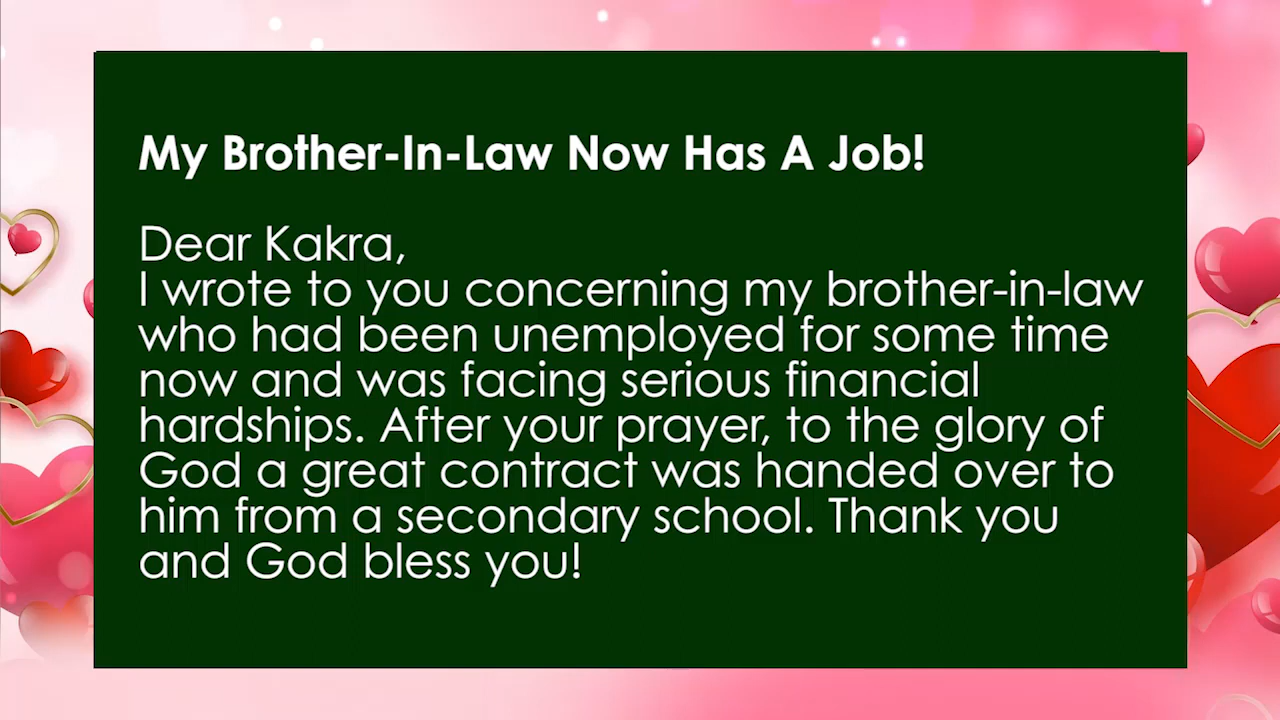 My Brother-In-Law Now Has A Job!
Dear Kakra,
I wrote to you concerning my brother-in-law
who had been unemployed for some time
now and was facing serious financial
hardships. After your prayer, to the glory of
God a great contract was handed over to
him from a secondary school. Thank you
and God bless you!